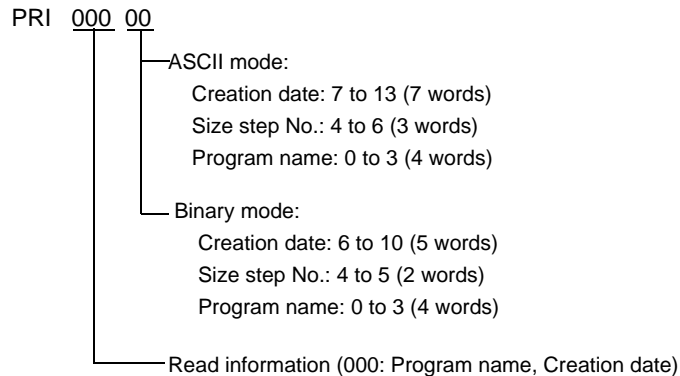 PRI 000 00
ASCII mode:
Creation date: 7 to 13 (7 words)
Size step No.: 4 to 6 (3 words)
Program name: 0 to 3 (4 words)
Binary mode:
Creation date: 6 to 10 (5 words)
Size step No.: 4 to 5 (2 words)
Program name: 0 to 3 (4 words)
Read information (000: Program name, Creation date)